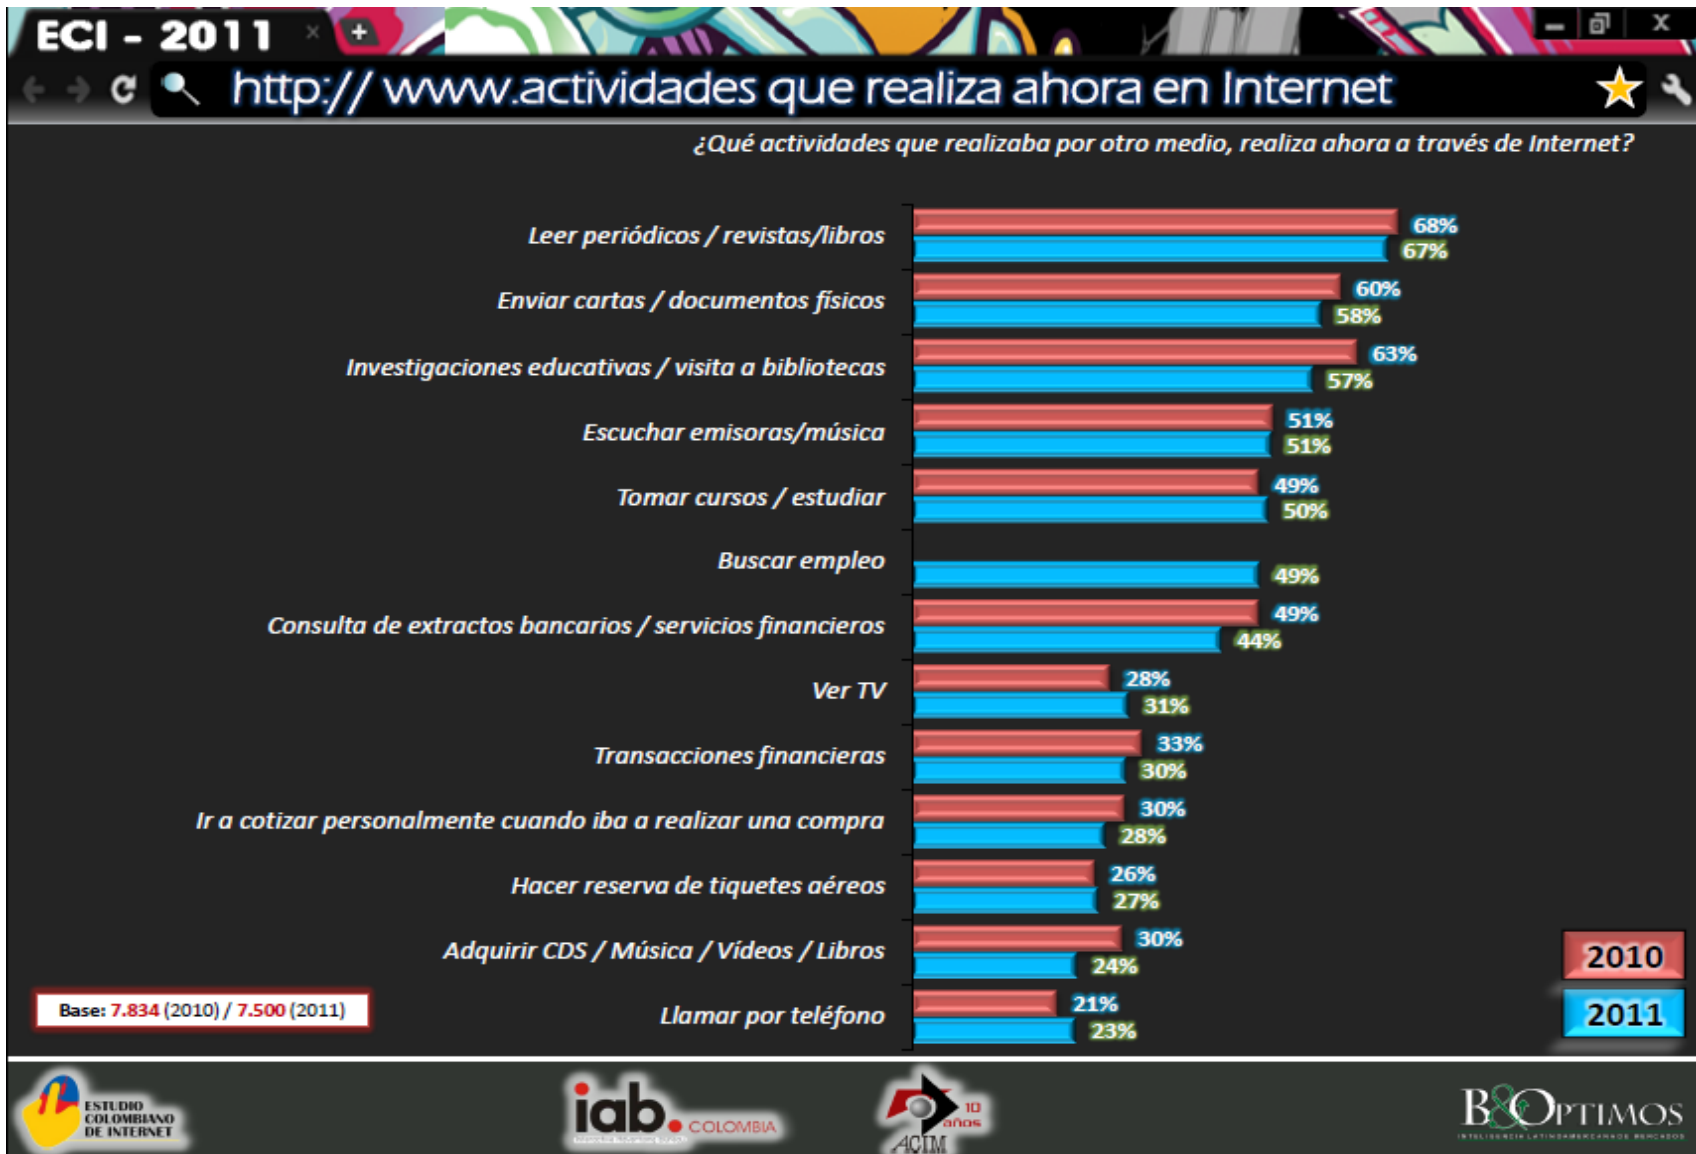 ECI - 2011
http:// www.actividades que realiza ahora en Internet
¿Qué actividades que realizaba por otro medio, realiza ahora a través de Internet?
Leer periódicos / revistas/libros
68%
67%
Enviar cartas / documentos físicos
60%
58%
Investigaciones educativas / visita a bibliotecas
63%
57%
Escuchar emisoras/música
51%
51%
Tomar cursos / estudiar
49%
50%
Buscar empleo
49%
Consulta de extractos bancarios / servicios financieros
49%
44%
Ver TV
28%
31%
Transacciones financieras
33%
30%
Ir a cotizar personalmente cuando iba a realizar una compra
30%
28%
Hacer reserva de tiquetes aéreos
26%
27%
Adquirir CDS / Música / Vídeos / Libros
30%
24%
Llamar por teléfono
21%
23%
2010
2011
Base: 7.834 (2010) / 7.500 (2011)
ESTUDIO
COLOMBIANO
DE INTERNET
iab. COLOMBIA
10
años
ACIM
B&OPTIMOS
INTELIGENCIA LATINOAMERICANA DE MERCADOS